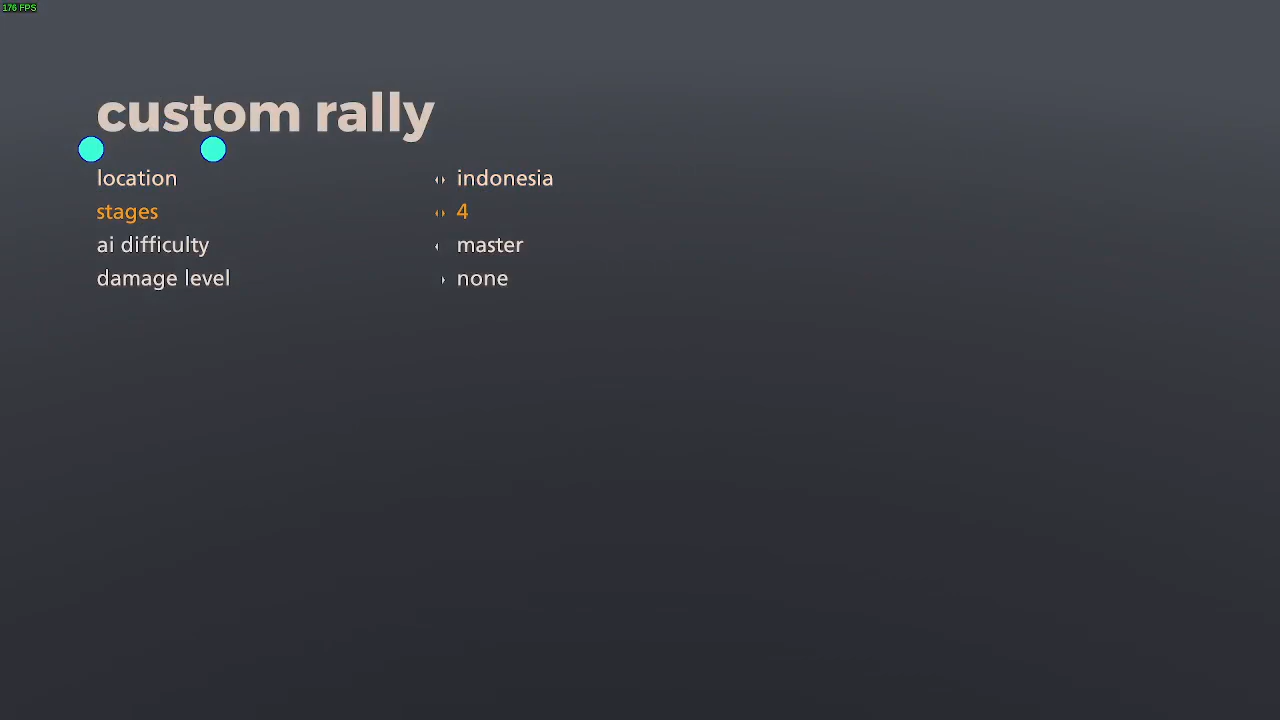 176 FPS
custom rally
location indonesia
stages 4
ai difficulty master
damage level none